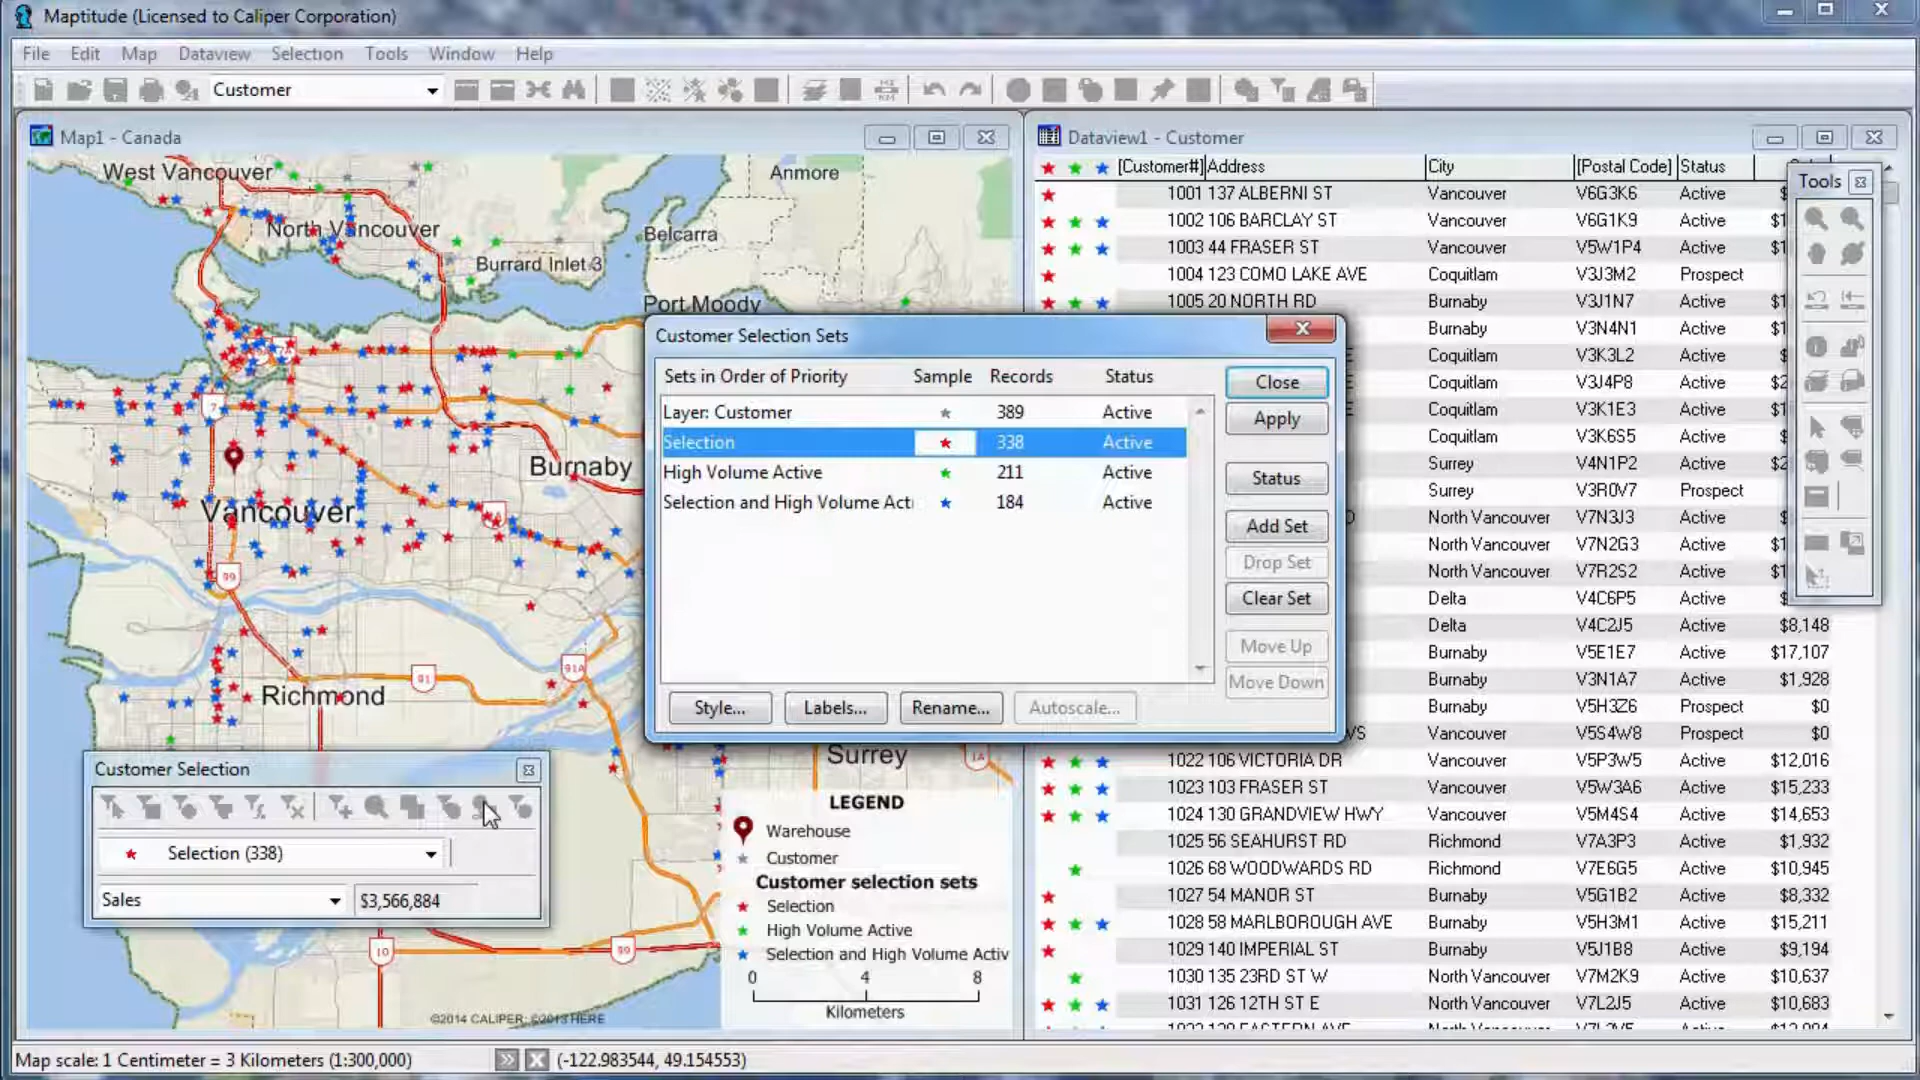 Maptitude (Licensed to Caliper Corporation)
File Edit Map Dataview Selection Tools Window Help
Customer
Map1 - Canada
West Vancouver
Anmore
North Vancouver
Belcarra
Burrard Inlet 3
Port Moody
7
Burnaby
Vancouver
99
91A
91
Richmond
Surrey
1A
10
99
LEGEND
Warehouse
Customer
Customer selection sets
Selection
High Volume Active
Selection and High Volume Activ
0 4 8
Kilometers
©2014 CALIPER; ©2013 HERE
Customer Selection Sets
Sets in Order of Priority Sample Records Status
Layer: Customer 389 Active
Selection 338 Active
High Volume Active 211 Active
Selection and High Volume Acti 184 Active
Close
Apply
Status
Add Set
Drop Set
Clear Set
Move Up
Move Down
Style... Labels... Rename... Autoscale...
Customer Selection
Selection (338)
Sales $3,566,884
Dataview1 - Customer
[Customer#] Address City [Postal Code] Status
1001 137 ALBERNI ST Vancouver V6G3K6 Active
1002 106 BARCLAY ST Vancouver V6G1K9 Active
1003 44 FRASER ST Vancouver V5W1P4 Active
1004 123 COMO LAKE AVE Coquitlam V3J3M2 Prospect
1005 20 NORTH RD Burnaby V3J1N7 Active
Burnaby V3N4N1 Active
Coquitlam V3K3L2 Active
Coquitlam V3J4P8 Active
Coquitlam V3K1E3 Active
Coquitlam V3K6S5 Active
Surrey V4N1P2 Active
Surrey V3R0V7 Prospect
North Vancouver V7N3J3 Active
North Vancouver V7N2G3 Active
North Vancouver V7R2S2 Active
Delta V4C6P5 Active
Delta V4C2J5 Active $8,148
Burnaby V5E1E7 Active $17,107
Burnaby V3N1A7 Active $1,928
Burnaby V5H3Z6 Prospect $0
Vancouver V5S4W8 Prospect $0
1022 106 VICTORIA DR Vancouver V5P3W5 Active $12,016
1023 103 FRASER ST Vancouver V5W3A6 Active $15,233
1024 130 GRANDVIEW HWY Vancouver V5M4S4 Active $14,653
1025 56 SEAHURST RD Richmond V7A3P3 Active $1,932
1026 68 WOODWARDS RD Richmond V7E6G5 Active $10,945
1027 54 MANOR ST Burnaby V5G1B2 Active $8,332
1028 58 MARLBOROUGH AVE Burnaby V5H3M1 Active $15,211
1029 140 IMPERIAL ST Burnaby V5J1B8 Active $9,194
1030 135 23RD ST W North Vancouver V7M2K9 Active $10,637
1031 126 12TH ST E North Vancouver V7L2J5 Active $10,683
Tools
Map scale: 1 Centimeter = 3 Kilometers (1:300,000) (-122.983544, 49.154553)